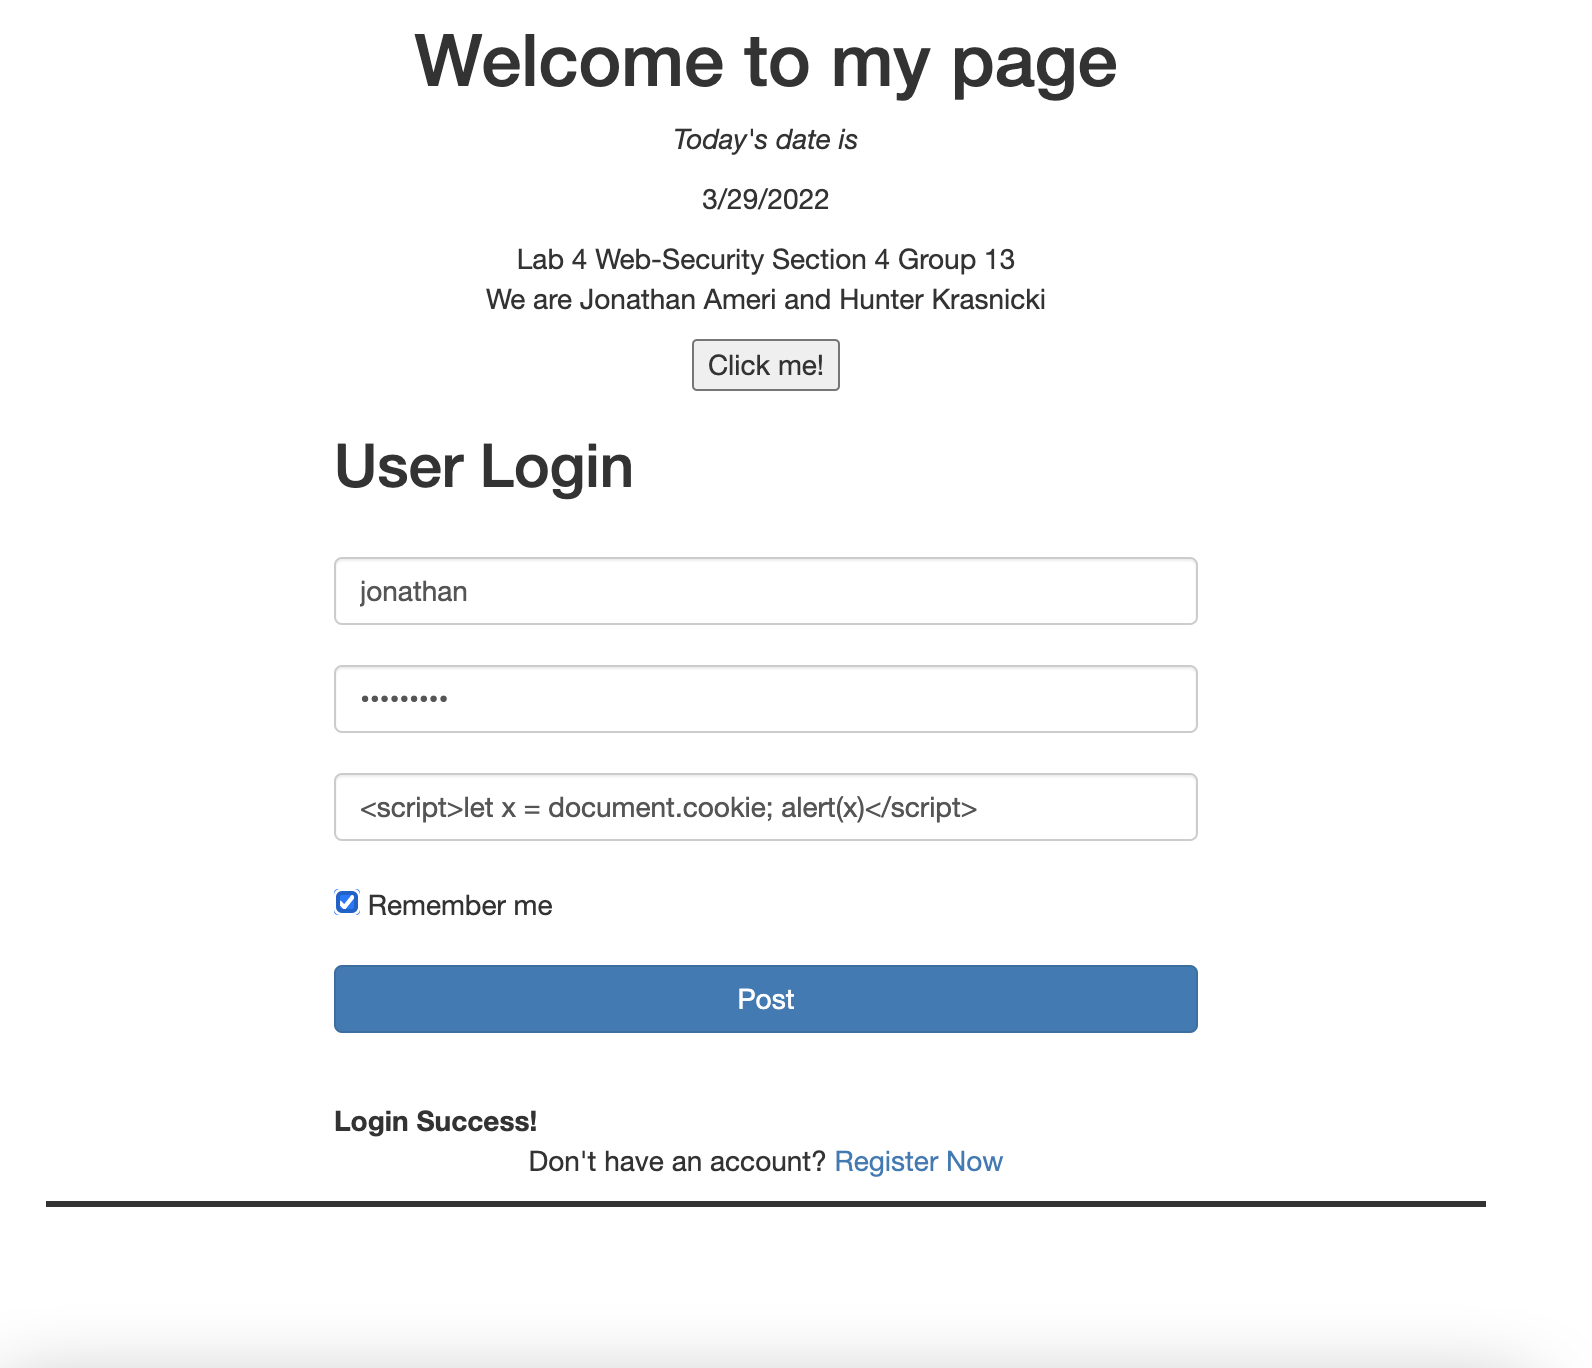 Welcome to my page
Today's date is
3/29/2022
Lab 4 Web-Security Section 4 Group 13
We are Jonathan Ameri and Hunter Krasnicki
Click me!
User Login
jonathan
•••••••••
<script>let x = document.cookie; alert(x)</script>
Remember me
Post
Login Success!
Don't have an account? Register Now